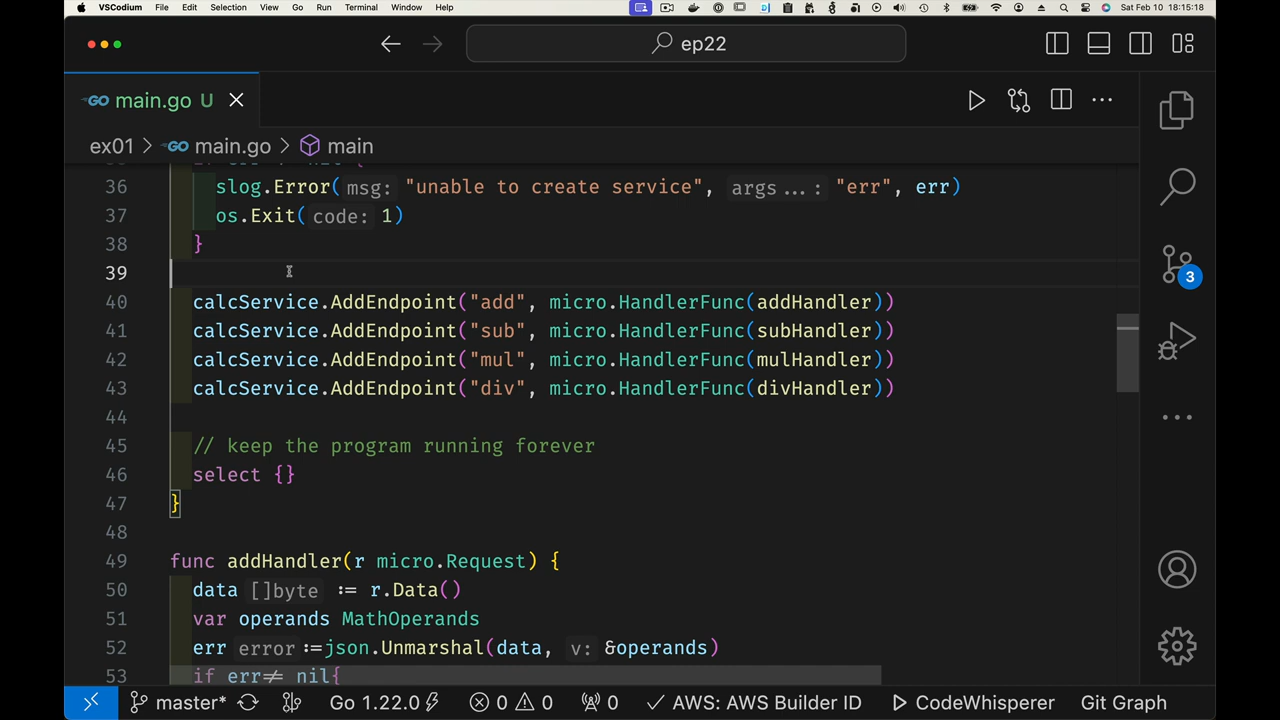 VSCodium File Edit Selection View Go Run Terminal Window Help Sat Feb 10 18:15:18
ep22
GO main.go U
ex01 > GO main.go > main
36 slog.Error(msg: "unable to create service", args...: "err", err)
37 os.Exit(code: 1)
38 }
39
40 calcService.AddEndpoint("add", micro.HandlerFunc(addHandler))
41 calcService.AddEndpoint("sub", micro.HandlerFunc(subHandler))
42 calcService.AddEndpoint("mul", micro.HandlerFunc(mulHandler))
43 calcService.AddEndpoint("div", micro.HandlerFunc(divHandler))
44
45 // keep the program running forever
46 select {}
47 }
48
49 func addHandler(r micro.Request) {
50 data []byte := r.Data()
51 var operands MathOperands
52 err error :=json.Unmarshal(data, v: &operands)
53 if err≠ nil{
3
master* Go 1.22.0 0 0 0 AWS: AWS Builder ID CodeWhisperer Git Graph